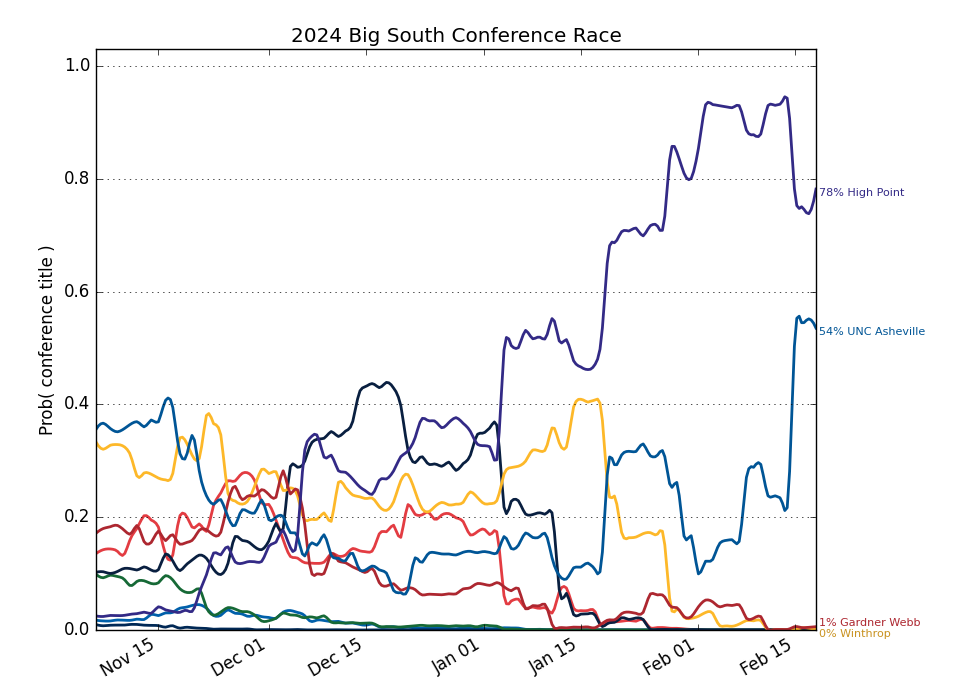 2024 Big South Conference Race
Prob( conference title )
1.0
0.8
0.6
0.4
0.2
0.0
78% High Point
54% UNC Asheville
1% Gardner Webb
0% Winthrop
Nov 15
Dec 01
Dec 15
Jan 01
Jan 15
Feb 01
Feb 15